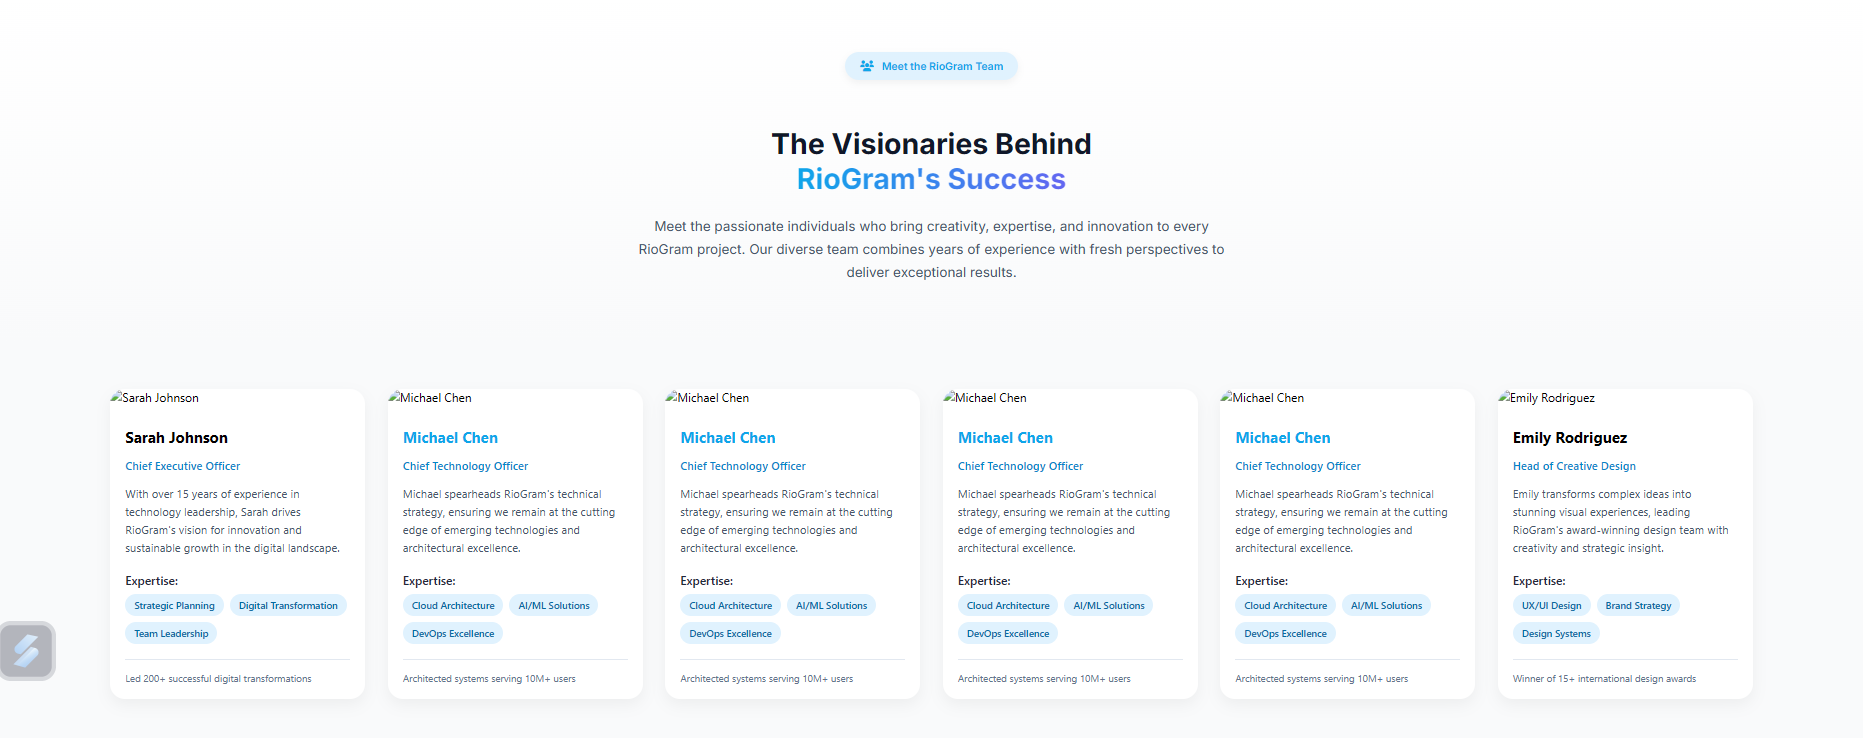 Meet the RioGram Team
The Visionaries Behind
RioGram's Success
Meet the passionate individuals who bring creativity, expertise, and innovation to every
RioGram project. Our diverse team combines years of experience with fresh perspectives to
deliver exceptional results.
Sarah Johnson
Sarah Johnson
Chief Executive Officer
With over 15 years of experience in
technology leadership, Sarah drives
RioGram's vision for innovation and
sustainable growth in the digital landscape.
Expertise:
Strategic Planning
Digital Transformation
Team Leadership
Led 200+ successful digital transformations
Michael Chen
Michael Chen
Chief Technology Officer
Michael spearheads RioGram's technical
strategy, ensuring we remain at the cutting
edge of emerging technologies and
architectural excellence.
Expertise:
Cloud Architecture
AI/ML Solutions
DevOps Excellence
Architected systems serving 10M+ users
Michael Chen
Michael Chen
Chief Technology Officer
Michael spearheads RioGram's technical
strategy, ensuring we remain at the cutting
edge of emerging technologies and
architectural excellence.
Expertise:
Cloud Architecture
AI/ML Solutions
DevOps Excellence
Architected systems serving 10M+ users
Michael Chen
Michael Chen
Chief Technology Officer
Michael spearheads RioGram's technical
strategy, ensuring we remain at the cutting
edge of emerging technologies and
architectural excellence.
Expertise:
Cloud Architecture
AI/ML Solutions
DevOps Excellence
Architected systems serving 10M+ users
Michael Chen
Michael Chen
Chief Technology Officer
Michael spearheads RioGram's technical
strategy, ensuring we remain at the cutting
edge of emerging technologies and
architectural excellence.
Expertise:
Cloud Architecture
AI/ML Solutions
DevOps Excellence
Architected systems serving 10M+ users
Emily Rodriguez
Emily Rodriguez
Head of Creative Design
Emily transforms complex ideas into
stunning visual experiences, leading
RioGram's award-winning design team with
creativity and strategic insight.
Expertise:
UX/UI Design
Brand Strategy
Design Systems
Winner of 15+ international design awards